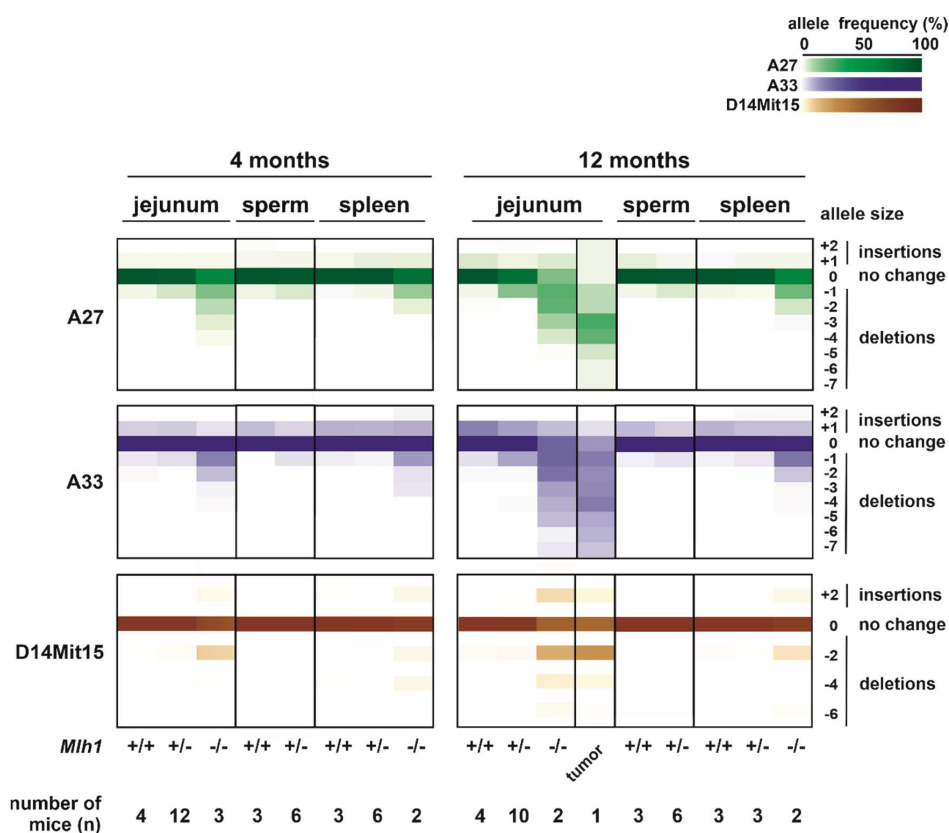 allele frequency (%)
0 50 100
A27
A33
D14Mit15
4 months 12 months
jejunum sperm spleen jejunum sperm spleen allele size
A27
+2
+1
0
-1
-2
-3
-4
-5
-6
-7
insertions
no change
deletions
A33
+2
+1
0
-1
-2
-3
-4
-5
-6
-7
insertions
no change
deletions
D14Mit15
+2
0
-2
-4
-6
insertions
no change
deletions
Mlh1 +/+ +/- -/- +/+ +/- +/+ +/- -/- +/+ +/- -/- tumor +/+ +/- +/+ +/- -/-
number of
mice (n) 4 12 3 3 6 3 6 2 4 10 2 1 3 6 3 3 2